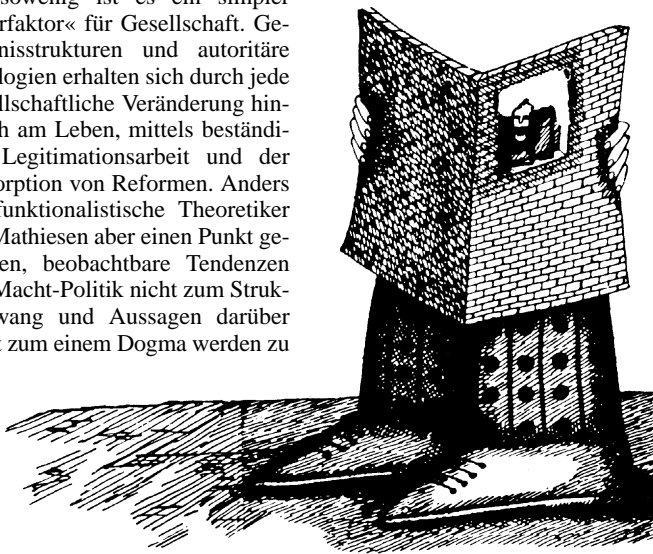 sowenig ist es ein simpler
rfaktor« für Gesellschaft. Ge-
nisstrukturen und autoritäre
logien erhalten sich durch jede
llschaftliche Veränderung hin-
h am Leben, mittels beständi-
Legitimationsarbeit und der
orption von Reformen. Anders
funktionalistische Theoretiker
Mathiesen aber einen Punkt ge-
en, beobachtbare Tendenzen
Macht-Politik nicht zum Struk-
wang und Aussagen darüber
t zum einem Dogma werden zu